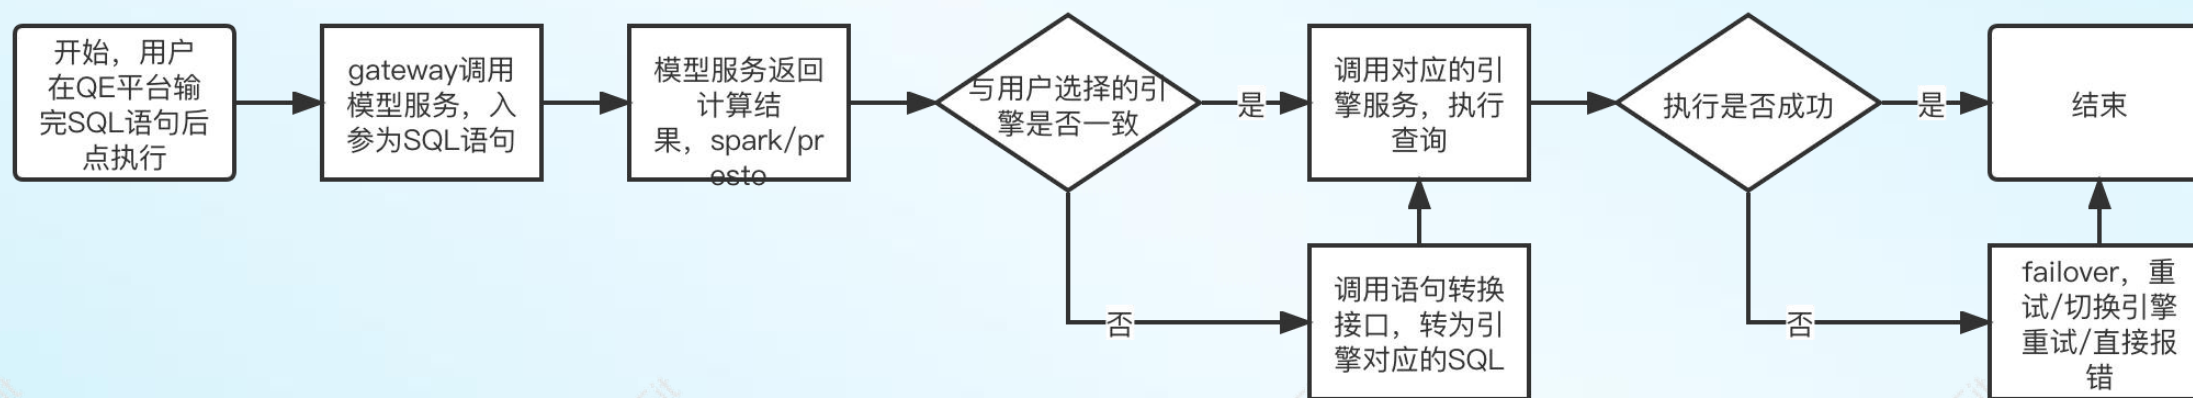 开始，用户
在QE平台输
完SQL语句后
点执行
gateway调用
模型服务，入
参为SQL语句
模型服务返回
计算结
果，spark/pr
esto
与用户选择的引
擎是否一致
是
调用对应的引
擎服务，执行
查询
执行是否成功
是
结束
否
调用语句转换
接口，转为引
擎对应的SQL
否
failover，重
试/切换引擎
重试/直接报
错